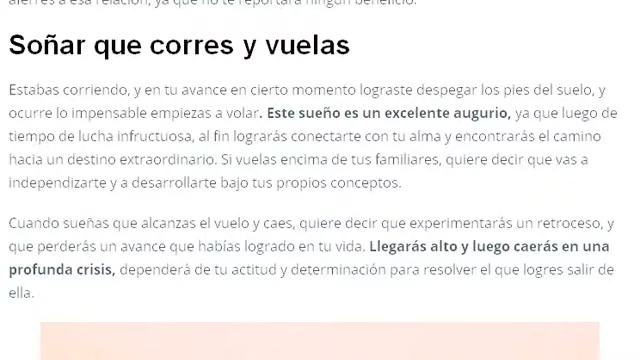 aferres a esa relación, ya que no te reportará ningún beneficio.
Soñar que corres y vuelas
Estabas corriendo, y en tu avance en cierto momento lograste despegar los pies del suelo, y
ocurre lo impensable empiezas a volar. Este sueño es un excelente augurio, ya que luego de
tiempo de lucha infructuosa, al fin lograrás conectarte con tu alma y encontrarás el camino
hacia un destino extraordinario. Si vuelas encima de tus familiares, quiere decir que vas a
independizarte y a desarrollarte bajo tus propios conceptos.
Cuando sueñas que alcanzas el vuelo y caes, quiere decir que experimentarás un retroceso, y
que perderás un avance que habías logrado en tu vida. Llegarás alto y luego caerás en una
profunda crisis, dependerá de tu actitud y determinación para resolver el que logres salir de
ella.